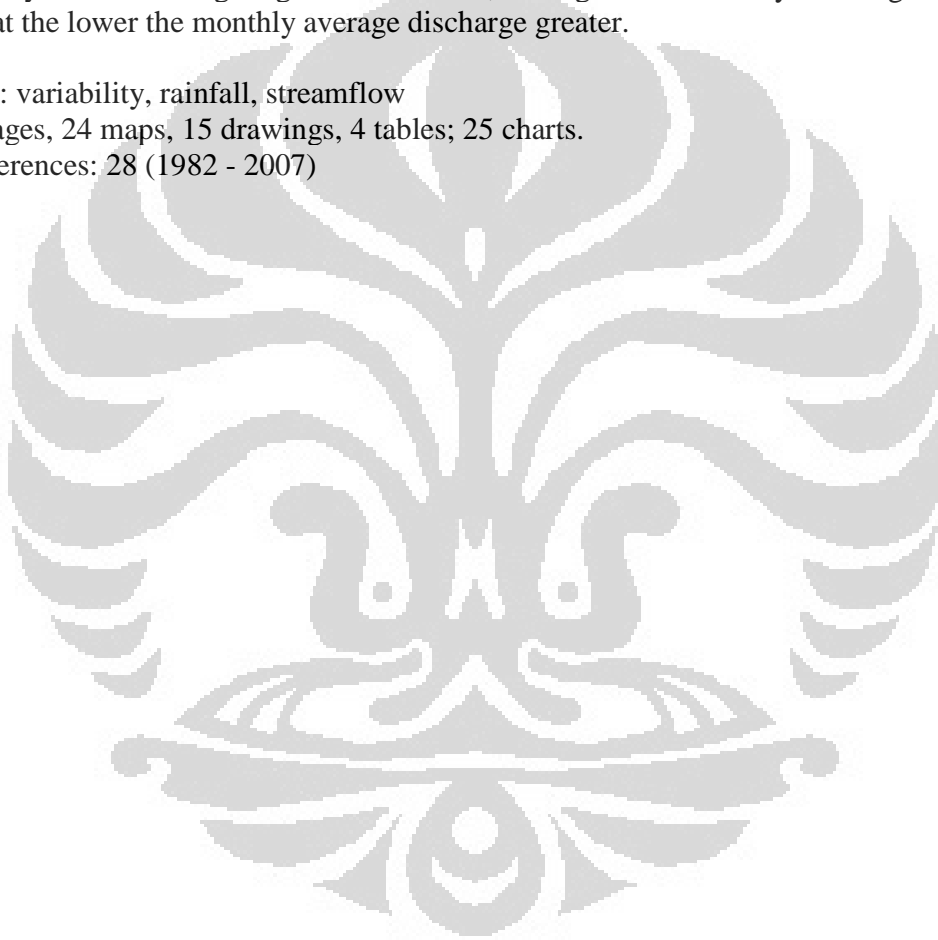 at the lower the monthly average discharge greater.
: variability, rainfall, streamflow
ages, 24 maps, 15 drawings, 4 tables; 25 charts.
erences: 28 (1982 - 2007)